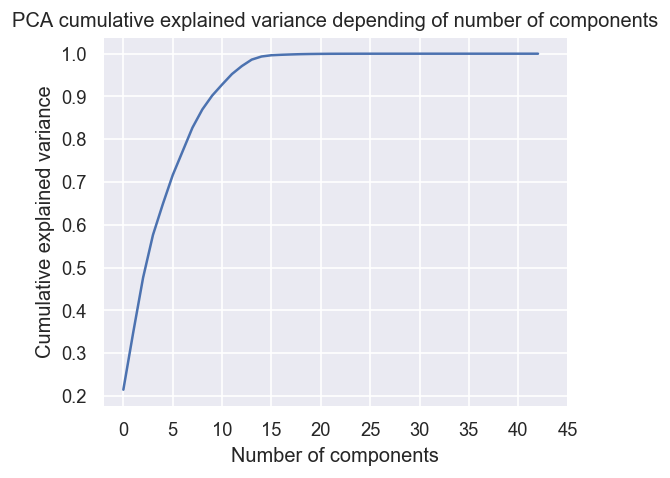 PCA cumulative explained variance depending of number of components
Cumulative explained variance
1.0
0.9
0.8
0.7
0.6
0.5
0.4
0.3
0.2
0 5 10 15 20 25 30 35 40 45
Number of components